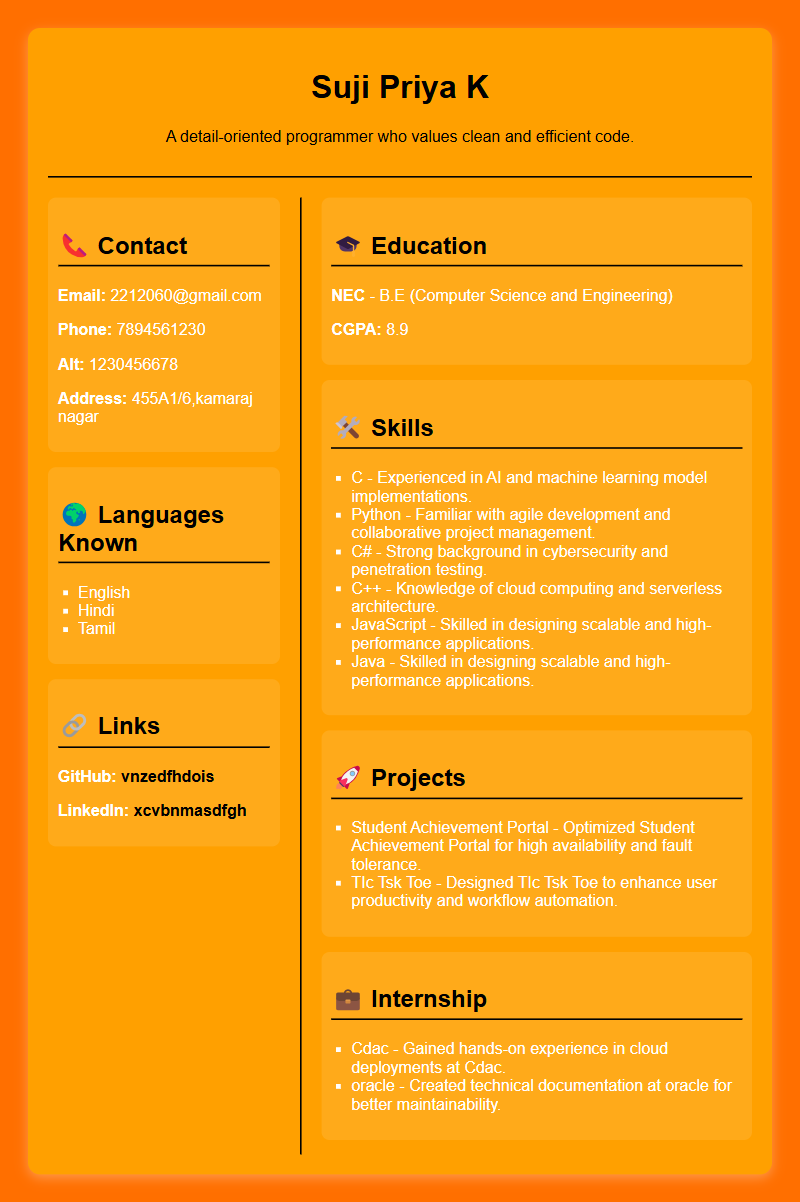 Suji Priya K
A detail-oriented programmer who values clean and efficient code.
Contact
Email: 2212060@gmail.com
Phone: 7894561230
Alt: 1230456678
Address: 455A1/6,kamaraj
nagar
Languages
Known
English
Hindi
Tamil
Links
GitHub: vnzedfhdois
LinkedIn: xcvbnmasdfgh
Education
NEC - B.E (Computer Science and Engineering)
CGPA: 8.9
Skills
C - Experienced in AI and machine learning model
implementations.
Python - Familiar with agile development and
collaborative project management.
C# - Strong background in cybersecurity and
penetration testing.
C++ - Knowledge of cloud computing and serverless
architecture.
JavaScript - Skilled in designing scalable and high-
performance applications.
Java - Skilled in designing scalable and high-
performance applications.
Projects
Student Achievement Portal - Optimized Student
Achievement Portal for high availability and fault
tolerance.
TIc Tsk Toe - Designed TIc Tsk Toe to enhance user
productivity and workflow automation.
Internship
Cdac - Gained hands-on experience in cloud
deployments at Cdac.
oracle - Created technical documentation at oracle for
better maintainability.